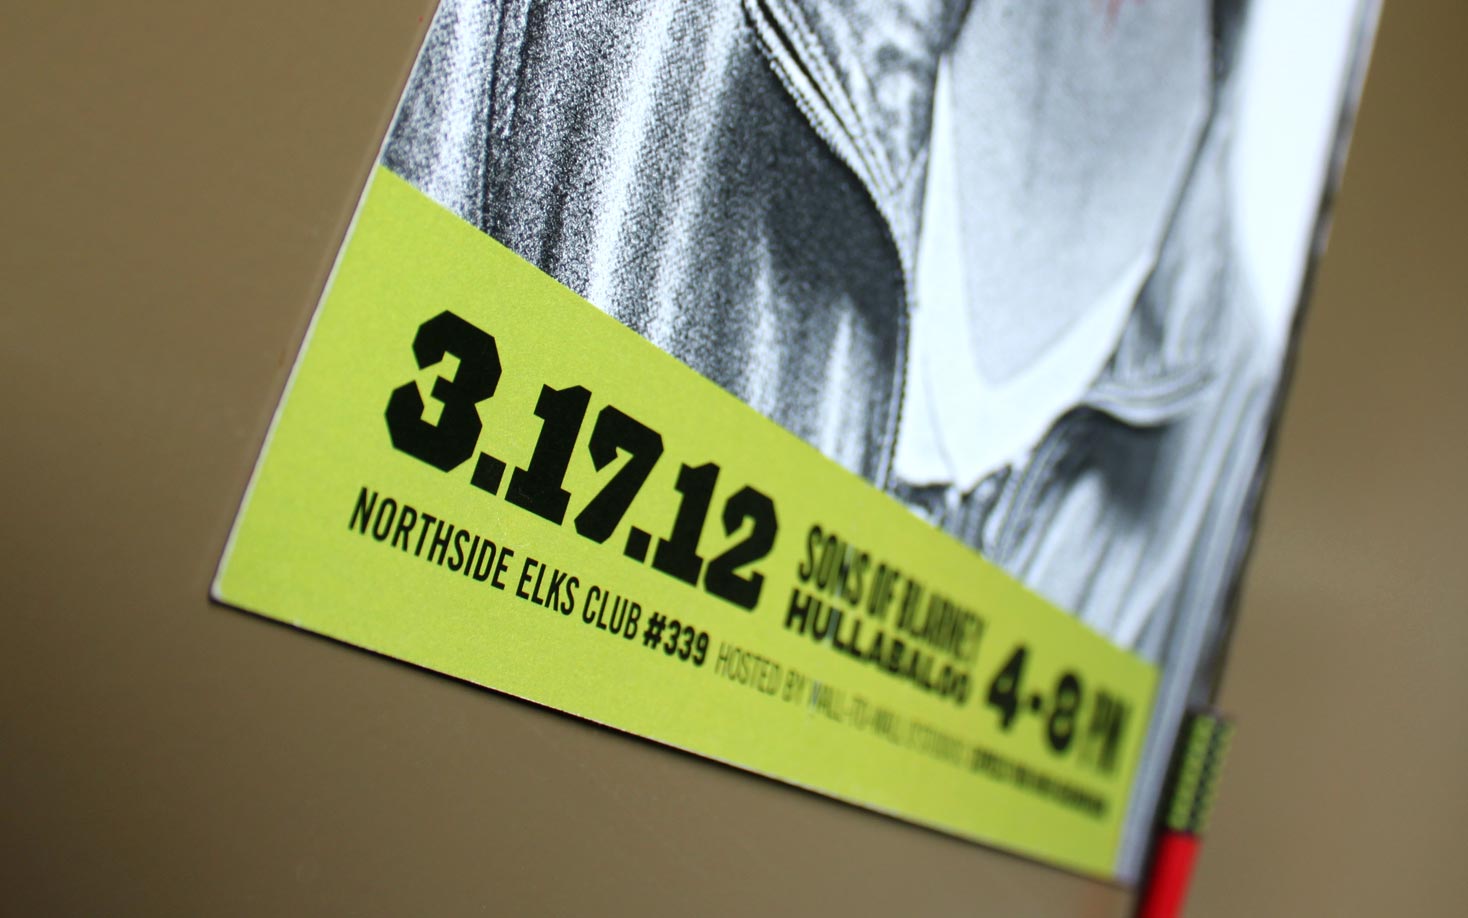 3.17.12
SONS OF BLARNEY
HULLABALOO
4-8 PM
NORTHSIDE ELKS CLUB #339 HOSTED BY WALL-TO-WALL STUDIOS